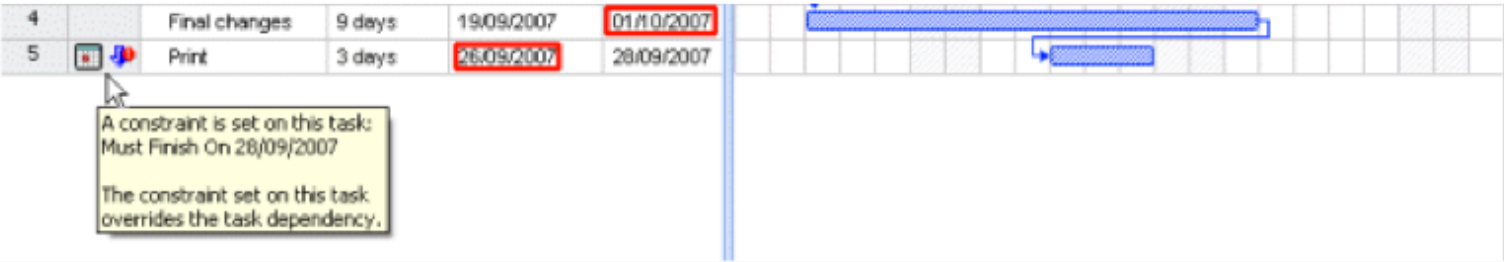 4 Final changes 9 days 19/09/2007 01/10/2007
5 Print 3 days 26/09/2007 28/09/2007
A constraint is set on this task:
Must Finish On 28/09/2007
The constraint set on this task
overrides the task dependency.